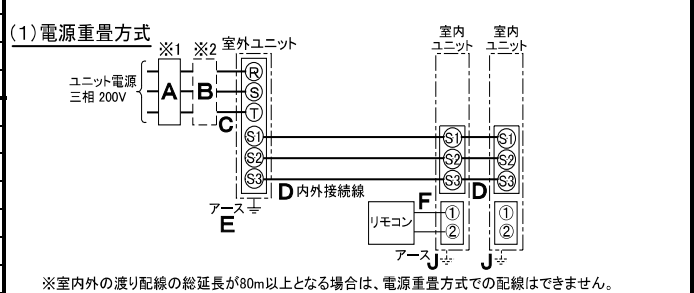 (1)電源重畳方式
※1 ※2 室外ユニット 室内ユニット 室内ユニット
ユニット電源
三相 200V
A B
R
S
T
C
S1 S1 S1
S2 S2 S2
S3 S3 S3
D 内外接続線 D
アース
E
リモコン F ① ①
② ②
アース J J
※室内外の渡り配線の総延長が80m以上となる場合は、電源重畳方式での配線はできません。